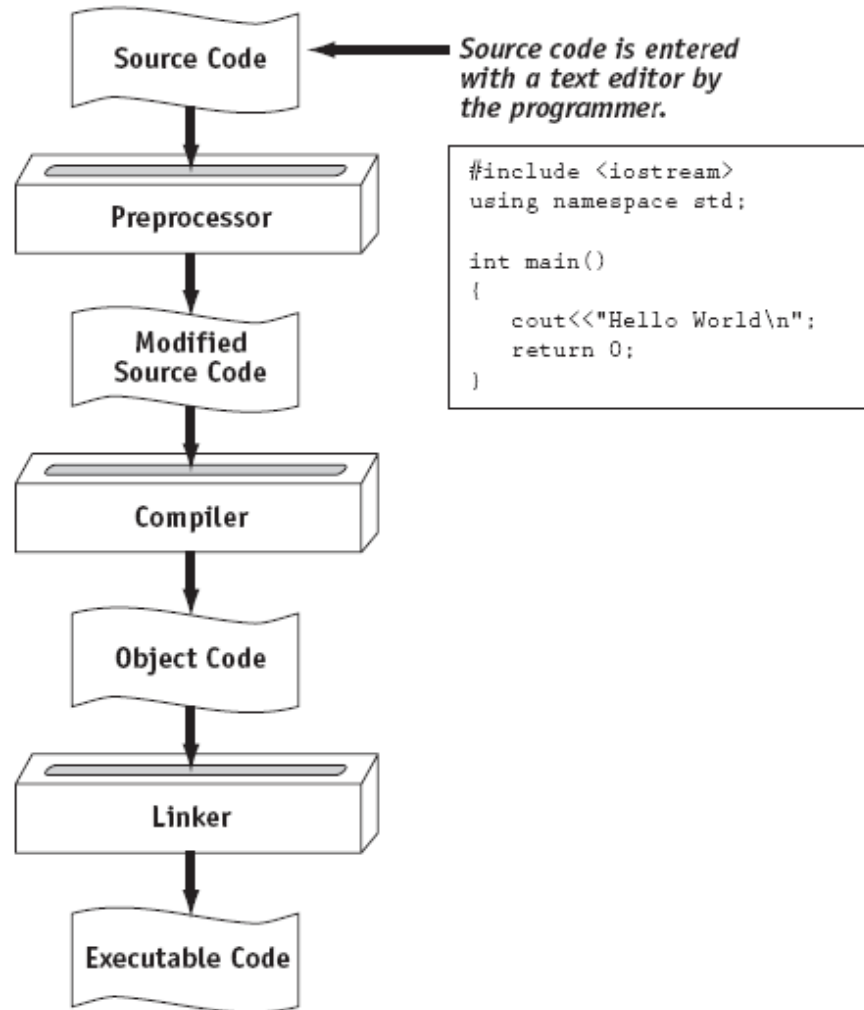 Source Code
Source code is entered
with a text editor by
the programmer.
#include <iostream>
using namespace std;
int main()
{
cout<<"Hello World\n";
return 0;
}
Preprocessor
Modified
Source Code
Compiler
Object Code
Linker
Executable Code